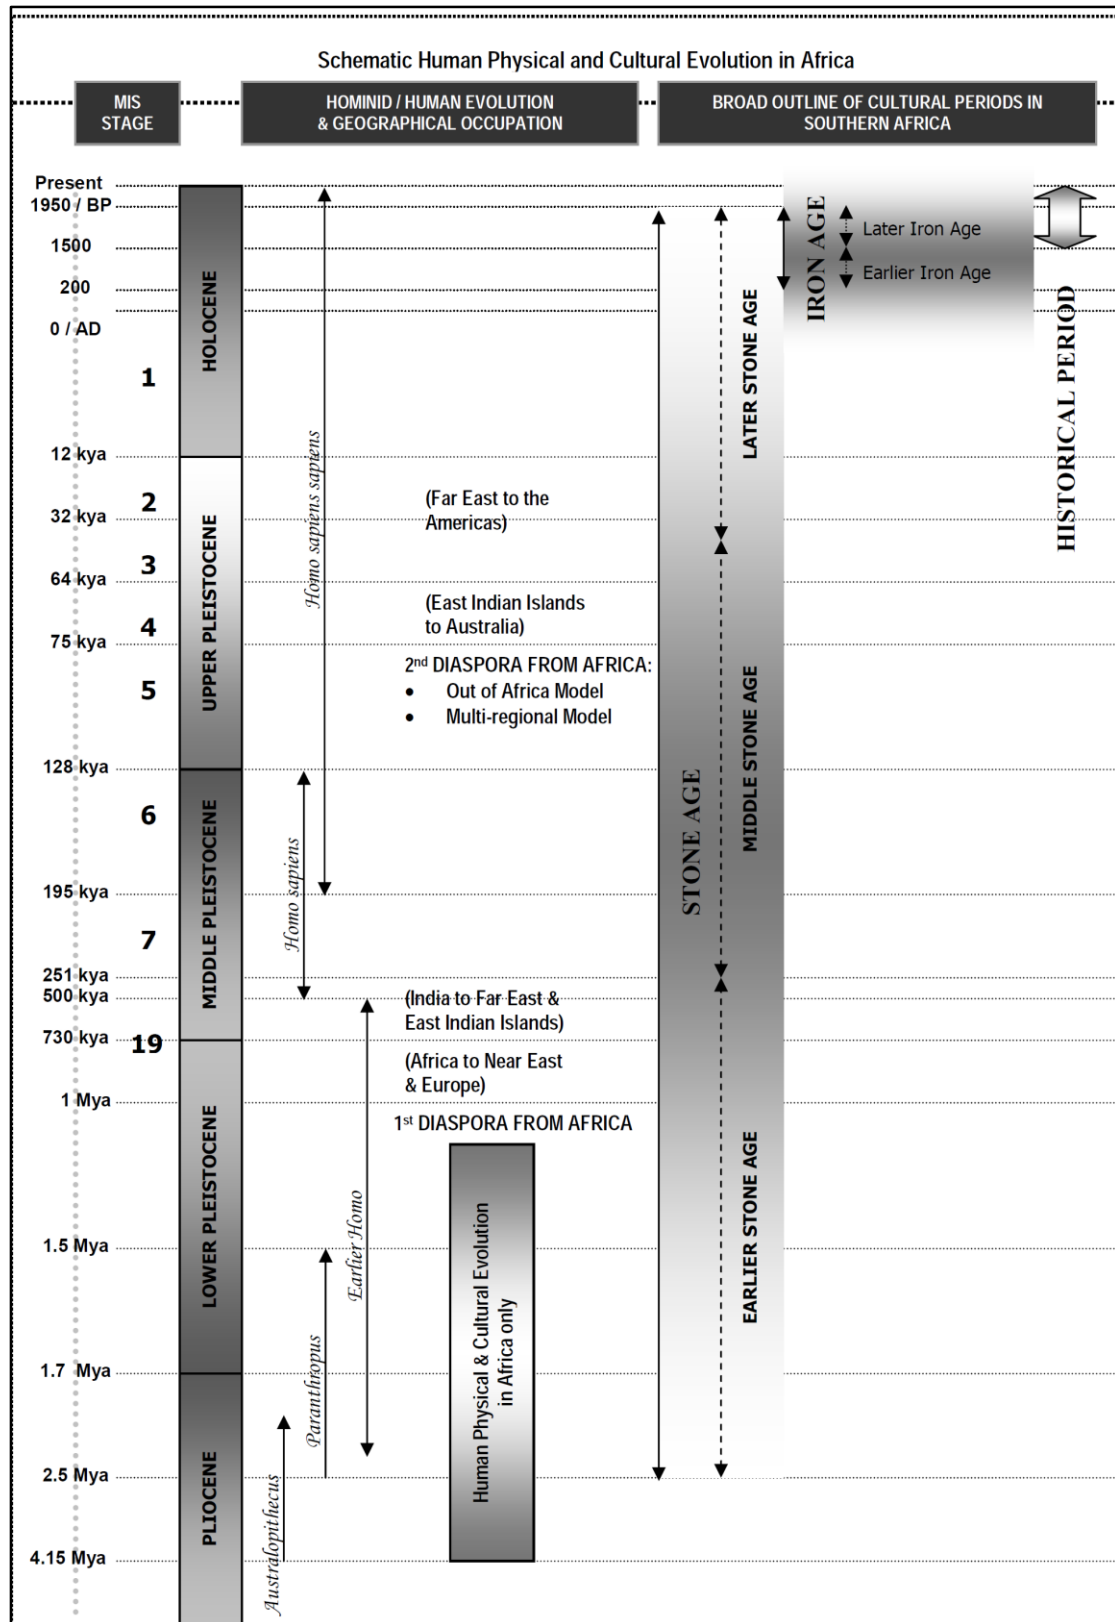 Schematic Human Physical and Cultural Evolution in Africa
MIS
STAGE
HOMINID / HUMAN EVOLUTION
& GEOGRAPHICAL OCCUPATION
BROAD OUTLINE OF CULTURAL PERIODS IN
SOUTHERN AFRICA
Present
1950 / BP
1500
200
0 / AD
12 kya
32 kya
64 kya
75 kya
128 kya
195 kya
251 kya
500 kya
730 kya
1 Mya
1.5 Mya
1.7 Mya
2.5 Mya
4.15 Mya
1
2
3
4
5
6
7
19
HOLOCENE
UPPER PLEISTOCENE
MIDDLE PLEISTOCENE
LOWER PLEISTOCENE
PLIOCENE
Homo sapiens sapiens
Homo sapiens
Earlier Homo
Paranthropus
Australopithecus
(Far East to the
Americas)
(East Indian Islands
to Australia)
2nd DIASPORA FROM AFRICA:
• Out of Africa Model
• Multi-regional Model
(India to Far East &
East Indian Islands)
(Africa to Near East
& Europe)
1st DIASPORA FROM AFRICA
Human Physical & Cultural Evolution
in Africa only
STONE AGE
LATER STONE AGE
MIDDLE STONE AGE
EARLIER STONE AGE
IRON AGE
Later Iron Age
Earlier Iron Age
HISTORICAL PERIOD